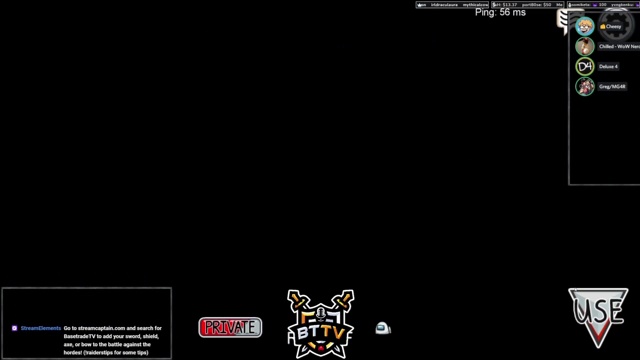 Ping: 56 ms
Cheesy
Chilled - WoW Nerd
D4
Deluxe 4
Greg/MG4R
StreamElements Go to streamcaptain.com and search for
BasetradeTV to add your sword, shield,
axe, or bow to the battle against the
hordes! (!raiderstips for some tips)
PRIVATE
BTTV
USE